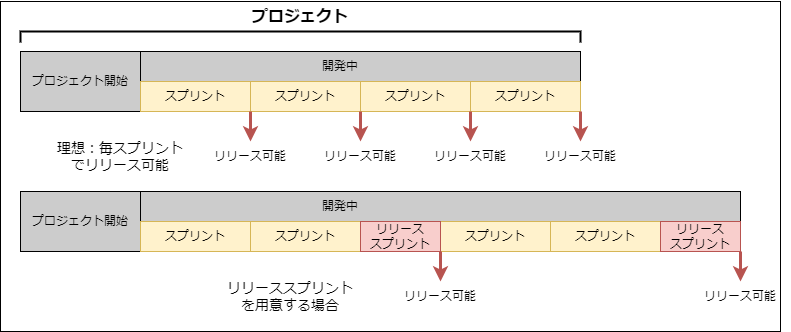 プロジェクト
プロジェクト開始
開発中
スプリント
スプリント
スプリント
スプリント
理想：毎スプリント
でリリース可能
リリース可能
リリース可能
リリース可能
リリース可能
プロジェクト開始
開発中
スプリント
スプリント
リリース
スプリント
スプリント
スプリント
リリース
スプリント
リリーススプリント
を用意する場合
リリース可能
リリース可能